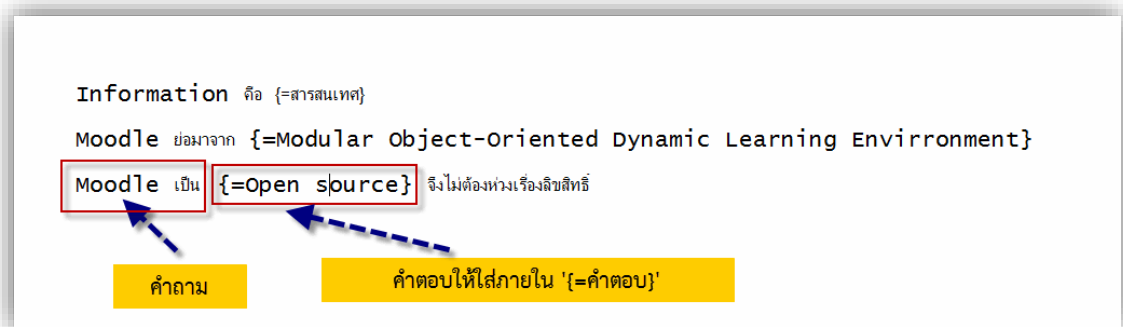 Information คือ {=สารสนเทศ}
Moodle ย่อมาจาก {=Modular Object-Oriented Dynamic Learning Envirronment}
Moodle เป็น {=Open source} จึงไม่ต้องห่วงเรื่องลิขสิทธิ์
คำถาม
คำตอบให้ใส่ภายใน '{=คำตอบ}'